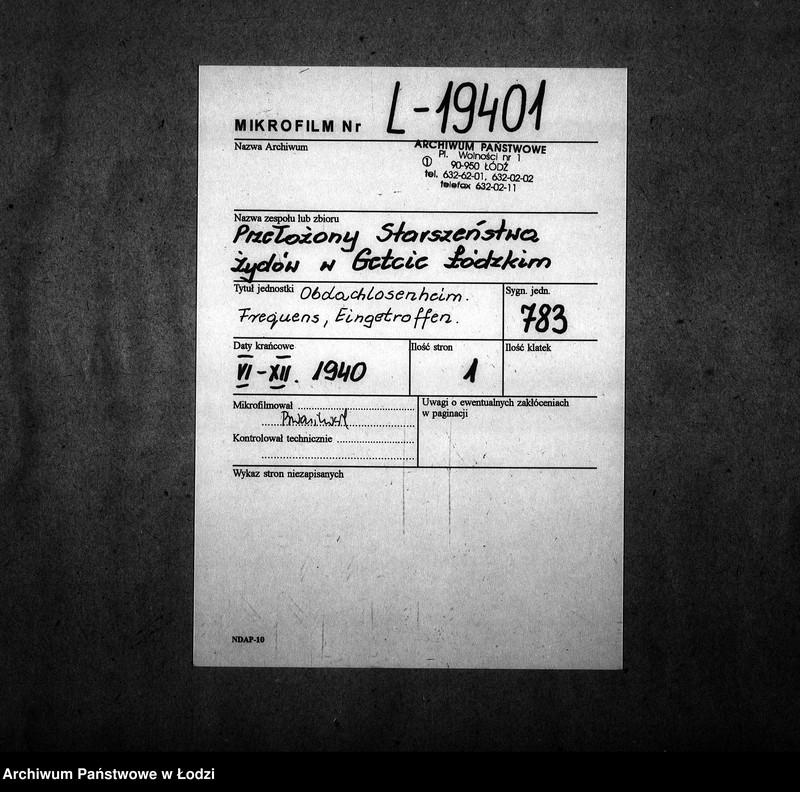 MIKROFILM Nr L-19401
Nazwa Archiwum
ARCHIWUM PAŃSTWOWE
Pl. Wolności nr 1
① 90-950 ŁÓDŹ
tel. 632-62-01, 632-02-02
telefax 632-02-11
Nazwa zespołu lub zbioru
Przełożony Starszeństwa
Żydów w Getcie Łódzkim
Tytuł jednostki Obdachlosenheim.
Frequens, Eingetroffen.
Sygn. jedn.
783
Daty krańcowe
VI-XII. 1940
Ilość stron
1
Ilość klatek
Mikrofilmował
Kontrolował technicznie
Uwagi o ewentualnych zakłóceniach
w paginacji
Wykaz stron niezapisanych
NDAP-10
Archiwum Państwowe w Łodzi